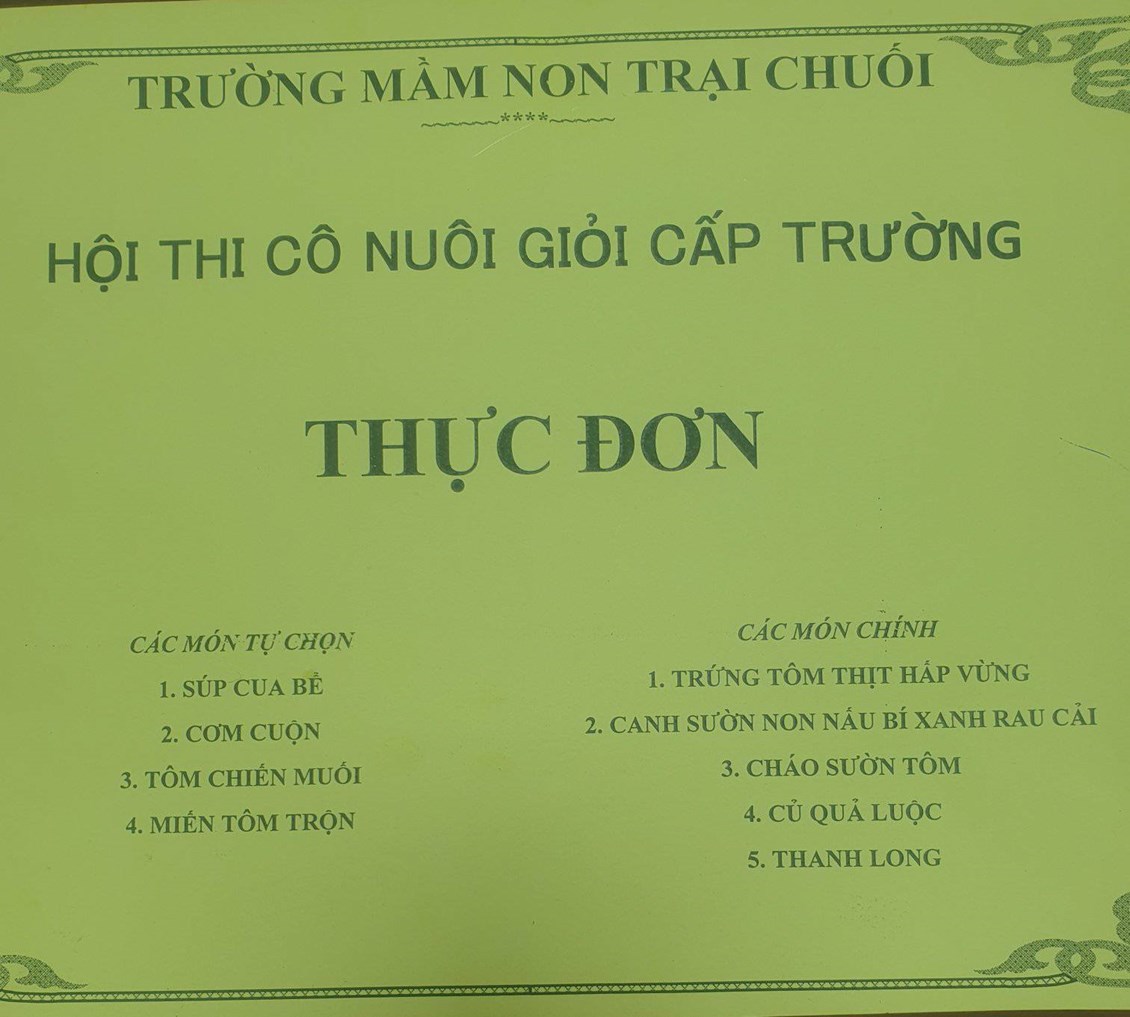 TRƯỜNG MẦM NON TRẠI CHUỐI
~~~~~~****~~~~~
HỘI THI CÔ NUÔI GIỎI CẤP TRƯỜNG
THỰC ĐƠN
CÁC MÓN TỰ CHỌN
1. SÚP CUA BỂ
2. CƠM CUỘN
3. TÔM CHIẾN MUỐI
4. MIẾN TÔM TRỘN
CÁC MÓN CHÍNH
1. TRỨNG TÔM THỊT HẤP VỪNG
2. CANH SƯỜN NON NẤU BÍ XANH RAU CẢI
3. CHÁO SƯỜN TÔM
4. CỦ QUẢ LUỘC
5. THANH LONG